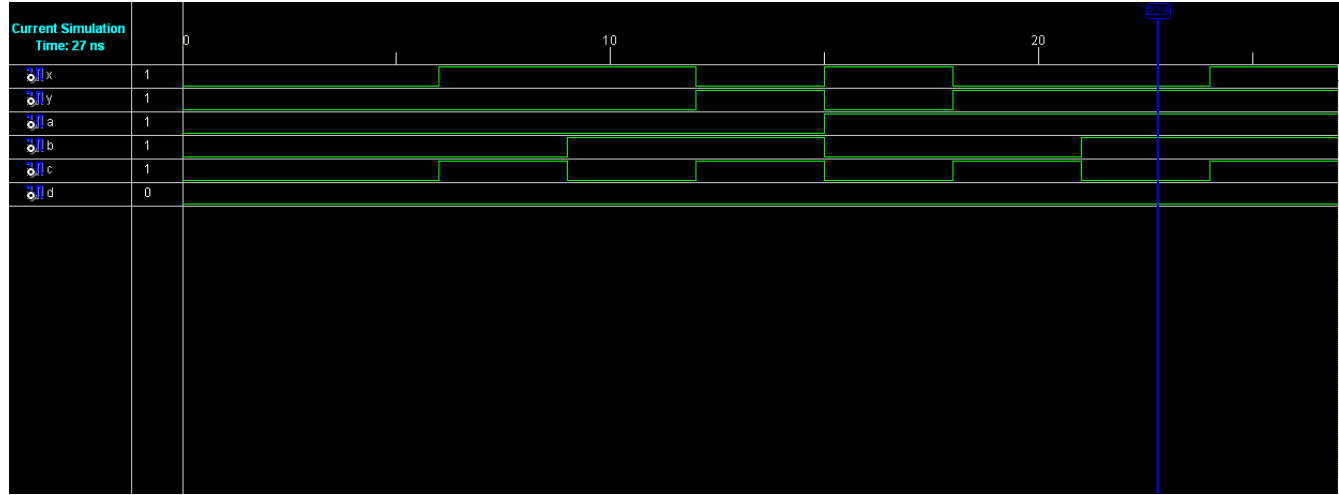 22.8
Current Simulation
Time: 27 ns
0
10
20
x 1
y 1
a 1
b 1
c 1
d 0